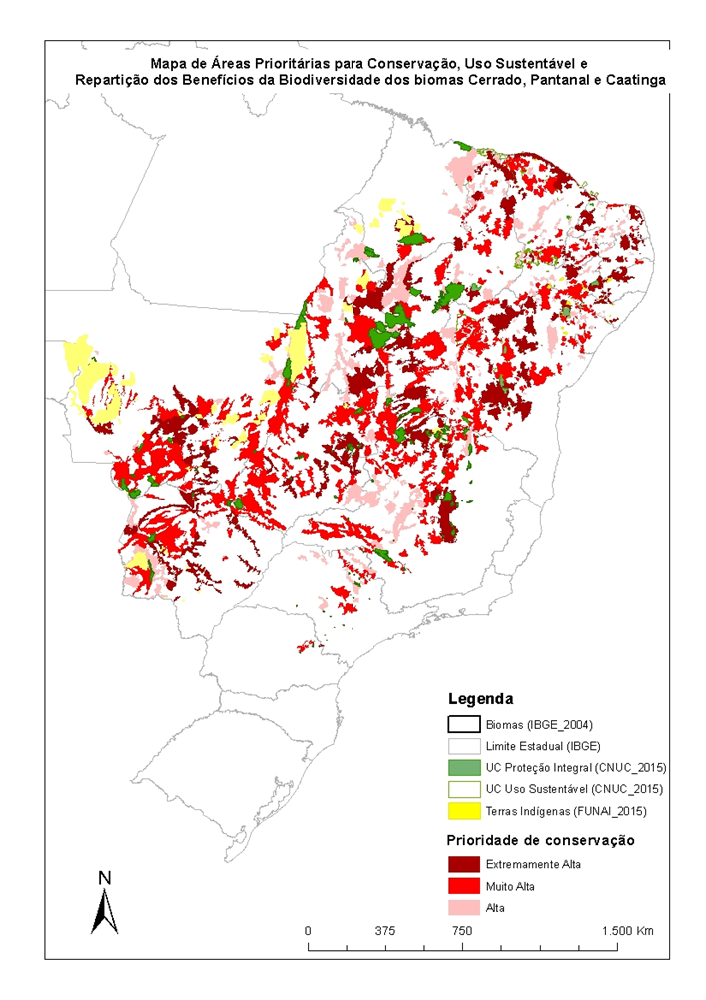 Mapa de Áreas Prioritárias para Conservação, Uso Sustentável e
Repartição dos Benefícios da Biodiversidade dos biomas Cerrado, Pantanal e Caatinga
Legenda
Biomas (IBGE_2004)
Limite Estadual (IBGE)
UC Proteção Integral (CNUC_2015)
UC Uso Sustentável (CNUC_2015)
Terras Indígenas (FUNAI_2015)
Prioridade de conservação
Extremamente Alta
Muito Alta
Alta
N
0 375 750 1.500 Km